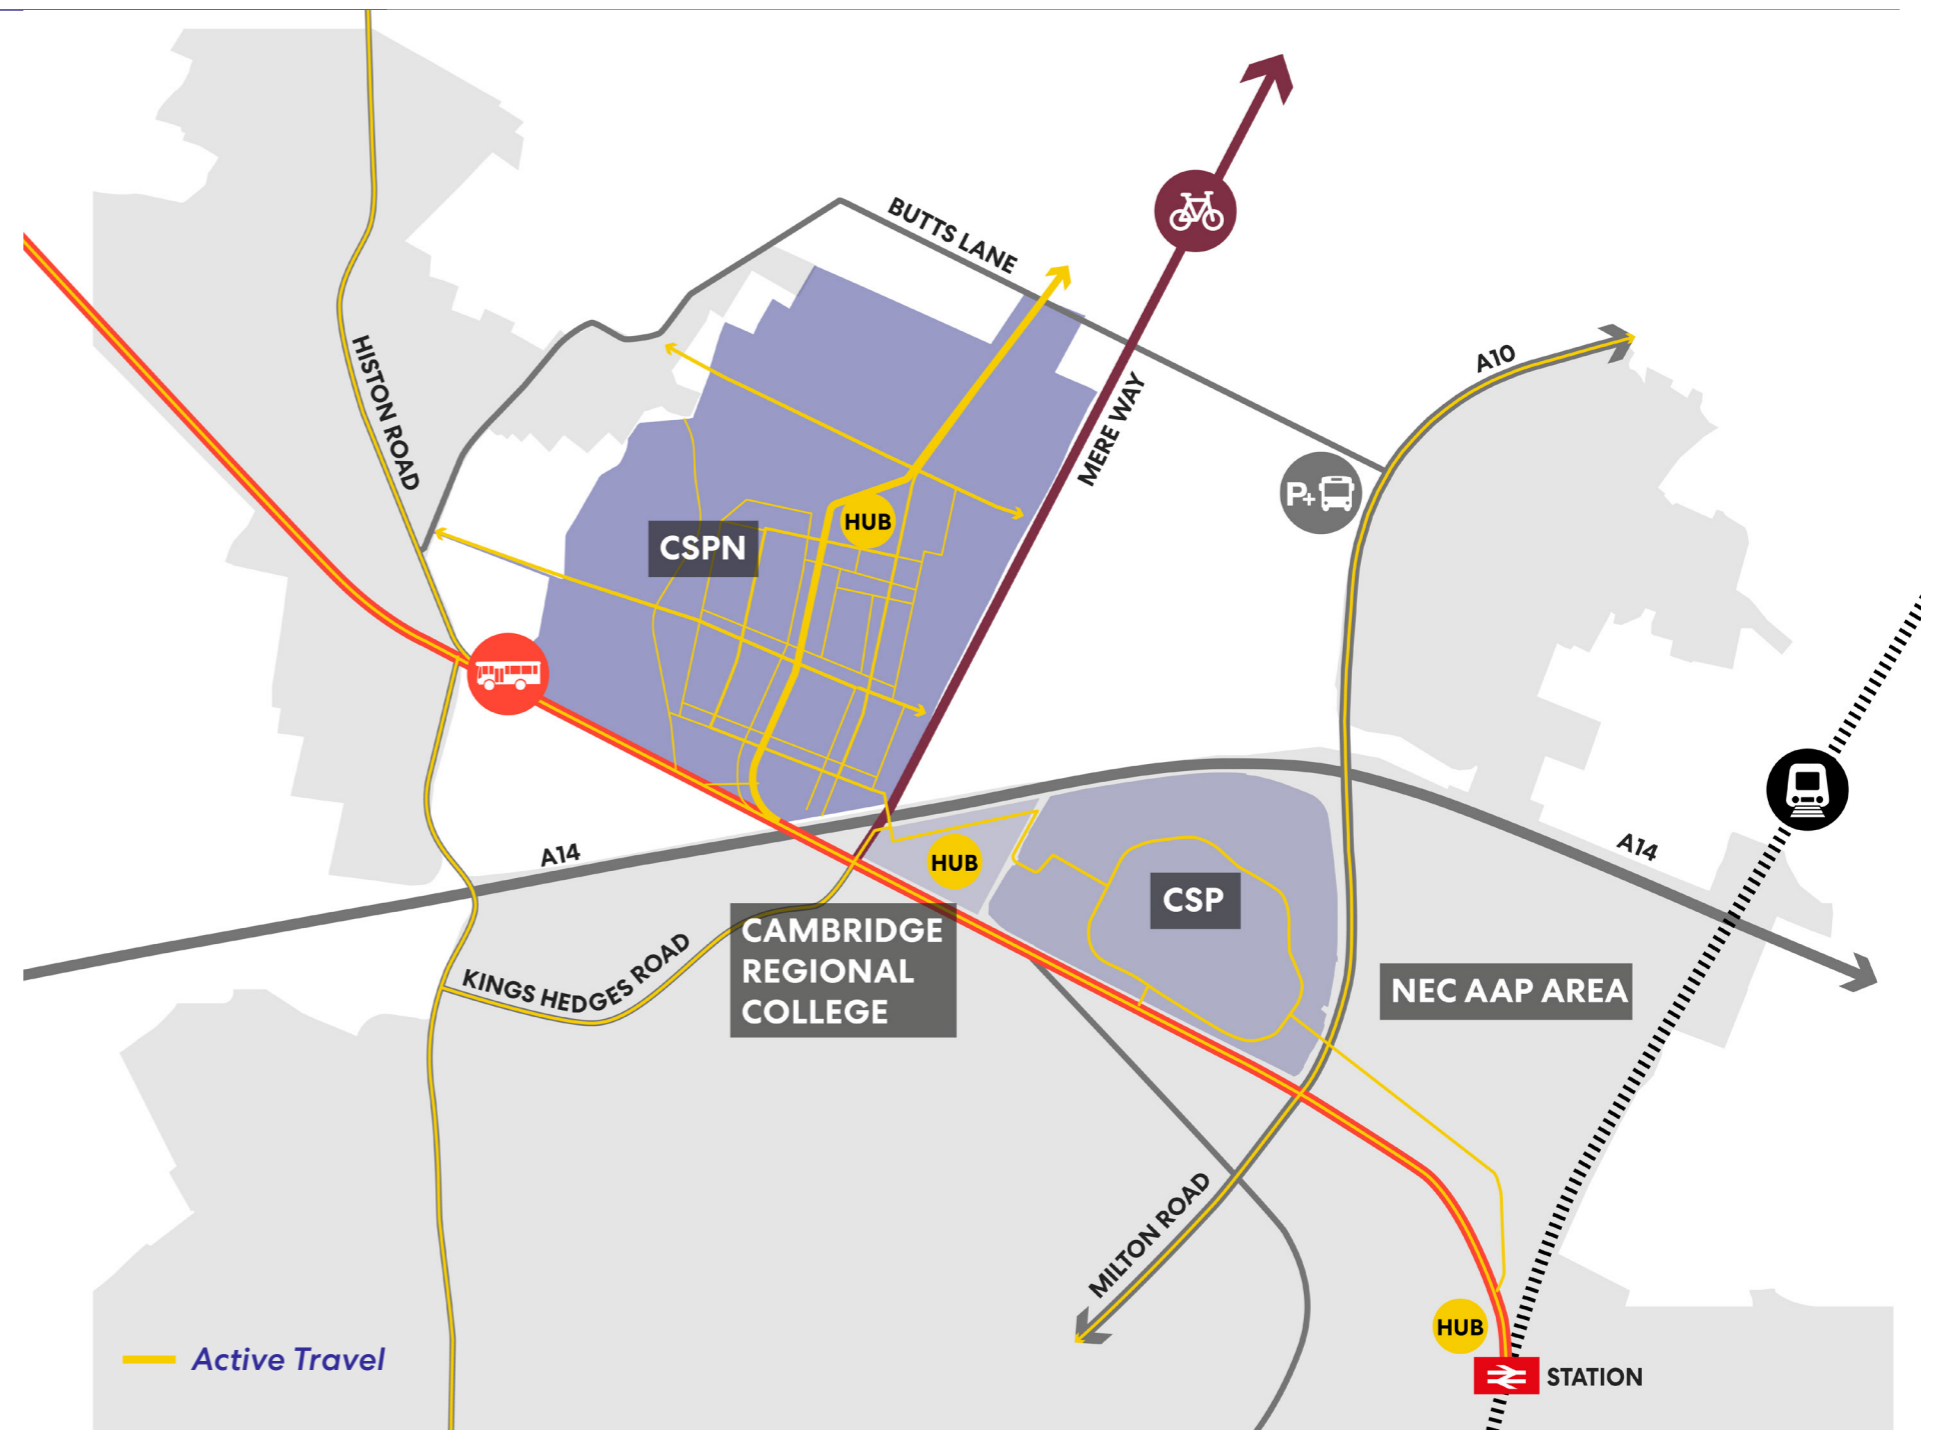 BUTTS LANE
HISTON ROAD
MERE WAY
A10
P+
HUB
CSPN
A14
A14
HUB
CSP
CAMBRIDGE
REGIONAL
COLLEGE
KINGS HEDGES ROAD
NEC AAP AREA
MILTON ROAD
HUB
Active Travel
STATION